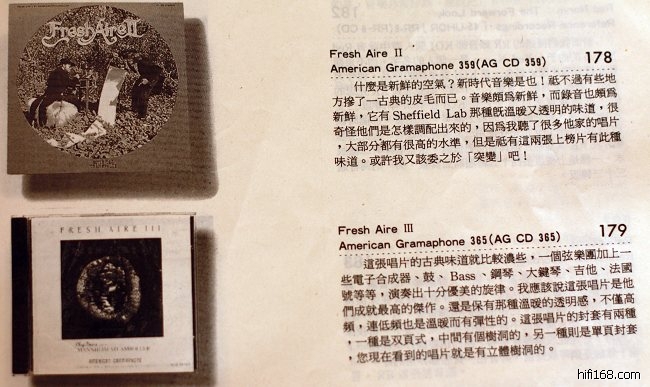 Fresh Aire II
Fresh Aire II
American Gramaphone 359(AG CD 359)
178
什麼是新鮮的空氣?新時代音樂是也!祗不過有些地
方摻了一古典的皮毛而已。音樂頗爲新鮮,而錄音也頗爲
新鮮,它有 Sheffield Lab 那種旣溫暖又透明的味道,很
奇怪他們是怎樣調配出來的,因爲我聽了很多他家的唱片
,大部分都有很高的水準,但是祗有這兩張上榜片有此種
味道。或許我又該委之於「突變」吧!
FRESH AIRE III
MANNHEIM STEAMROLLER
AMERICAN GRAMAPHONE
Fresh Aire III
American Gramaphone 365(AG CD 365)
179
這張唱片的古典味道就比較濃些,一個弦樂團加上一
些電子合成器、鼓、Bass、鋼琴、大鍵琴、吉他、法國
號等等,演奏出十分優美的旋律。我應該說這張唱片是他
們成就最高的傑作。還是保有那種溫暖的透明感,不僅高
頻,連低頻也是溫暖而有彈性的。這張唱片的封套有兩種
,一種是双頁式,中間有個樹洞的,另一種則是單頁封套
,您現在看到的唱片就是有立體樹洞的。
hifi168.com